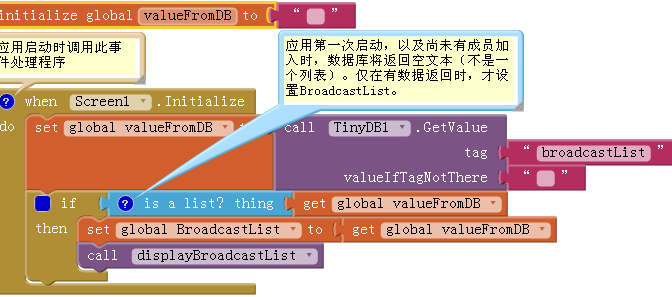 initialize global valueFromDB to “ ”
应用启动时调用此事
件处理程序
应用第一次启动，以及尚未有成员加
入时，数据库将返回空文本（不是一
个列表）。仅在有数据返回时，才设
置BroadcastList。
? when Screen1 .Initialize
do set global valueFromDB t call TinyDB1 .GetValue
tag “ broadcastList ”
valueIfTagNotThere “ ”
if ? is a list? thing get global valueFromDB
then set global BroadcastList to get global valueFromDB
call displayBroadcastList